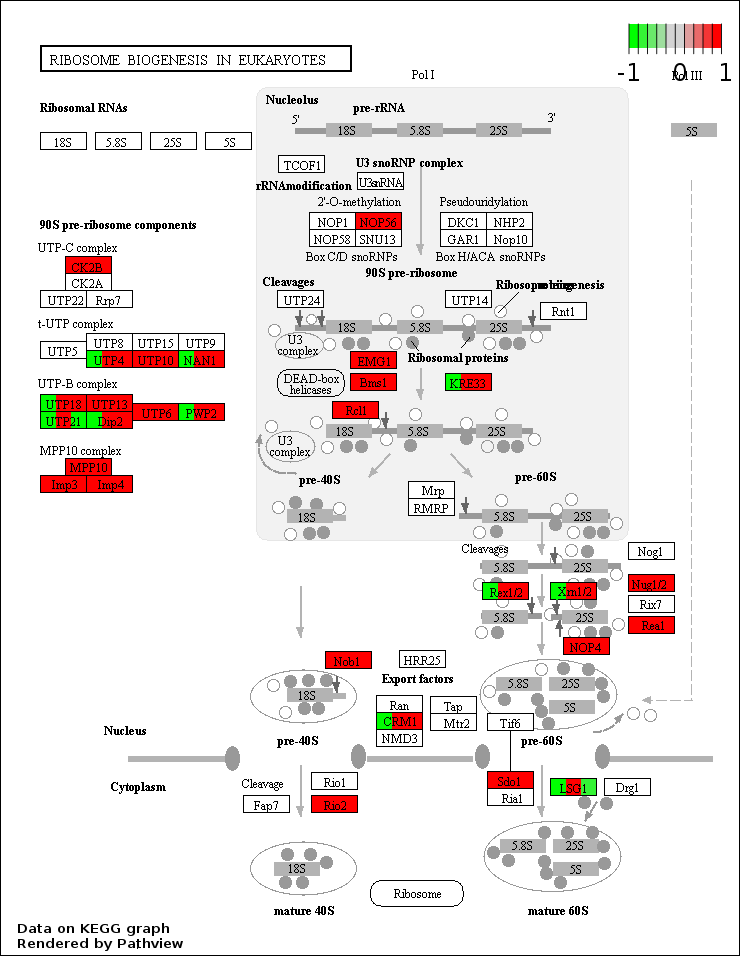 -1 0 1
RIBOSOME BIOGENESIS IN EUKARYOTES
Pol I
Pol III
Ribosomal RNAs
18S 5.8S 25S 5S
Nucleolus
pre-rRNA
5' 3'
18S 5.8S 25S
5S
TCOF1
U3 snoRNP complex
U3snRNA
rRNAmodification
2'-O-methylation
Pseudouridylation
NOP1 NOP56
NOP58 SNU13
DKC1 NHP2
GAR1 Nop10
Box C/D snoRNPs
Box H/ACA snoRNPs
90S pre-ribosome components
UTP-C complex
CK2B
CK2A
UTP22 Rrp7
t-UTP complex
UTP5
UTP8 UTP15 UTP9
UTP4 UTP10 NAN1
UTP-B complex
UTP18 UTP13
UTP21 Dip2
UTP6 PWP2
MPP10 complex
MPP10
Imp3 Imp4
90S pre-ribosome
Cleavages
UTP24
UTP14
Rnt1
18S 5.8S 25S
U3
complex
Ribosomal proteins
EMG1
Bms1
DEAD-box
helicases
KRE33
Rcl1
18S 5.8S 25S
U3
complex
pre-40S
pre-60S
18S
Mrp
RMRP
5.8S 25S
Cleavages
Nog1
5.8S 25S
Rex1/2 Xrn1/2
Nug1/2
Rix7
Rea1
5.8S 25S
NOP4
Nob1
HRR25
Export factors
Ran
CRM1
NMD3
Tap
Mtr2
18S
5.8S 25S
5S
Tif6
Nucleus
pre-40S
pre-60S
Cytoplasm
Cleavage
Fap7
Rio1
Rio2
Sdo1
Ria1
LSG1
Drg1
18S
5.8S 25S
5S
Ribosome
mature 40S
mature 60S
Data on KEGG graph
Rendered by Pathview